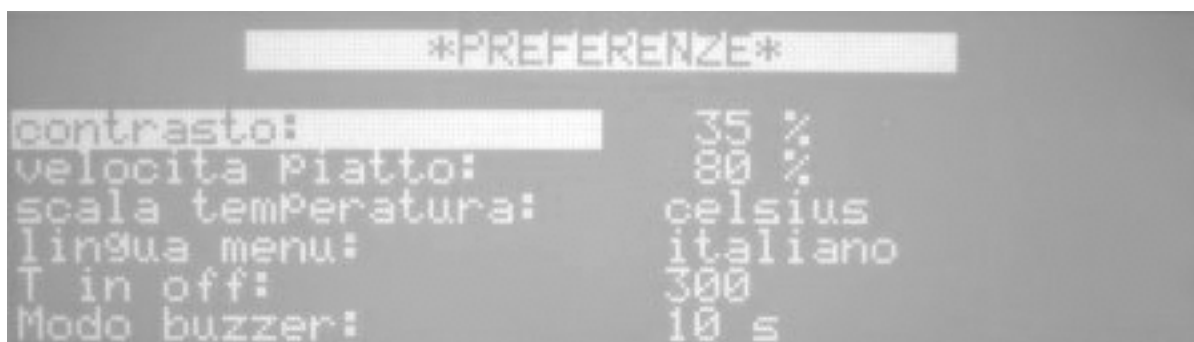 *PREFERENZE*
contrasto: 35 %
velocita piatto: 80 %
scala temperatura: celsius
lingua menu: italiano
T in off: 300
Modo buzzer: 10 s